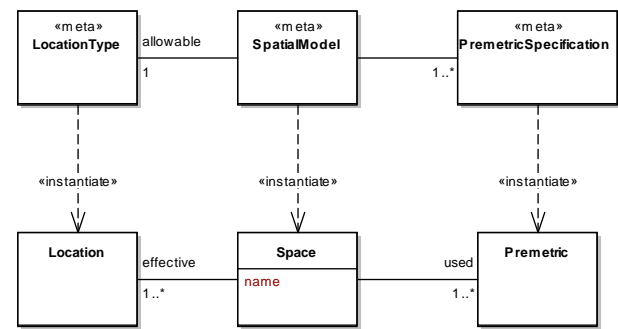 «meta»
LocationType
allowable
1
«meta»
SpatialModel
1..*
«meta»
PremetricSpecification
«instantiate»
«instantiate»
«instantiate»
Location
effective
1..*
Space
name
used
1..*
Premetric